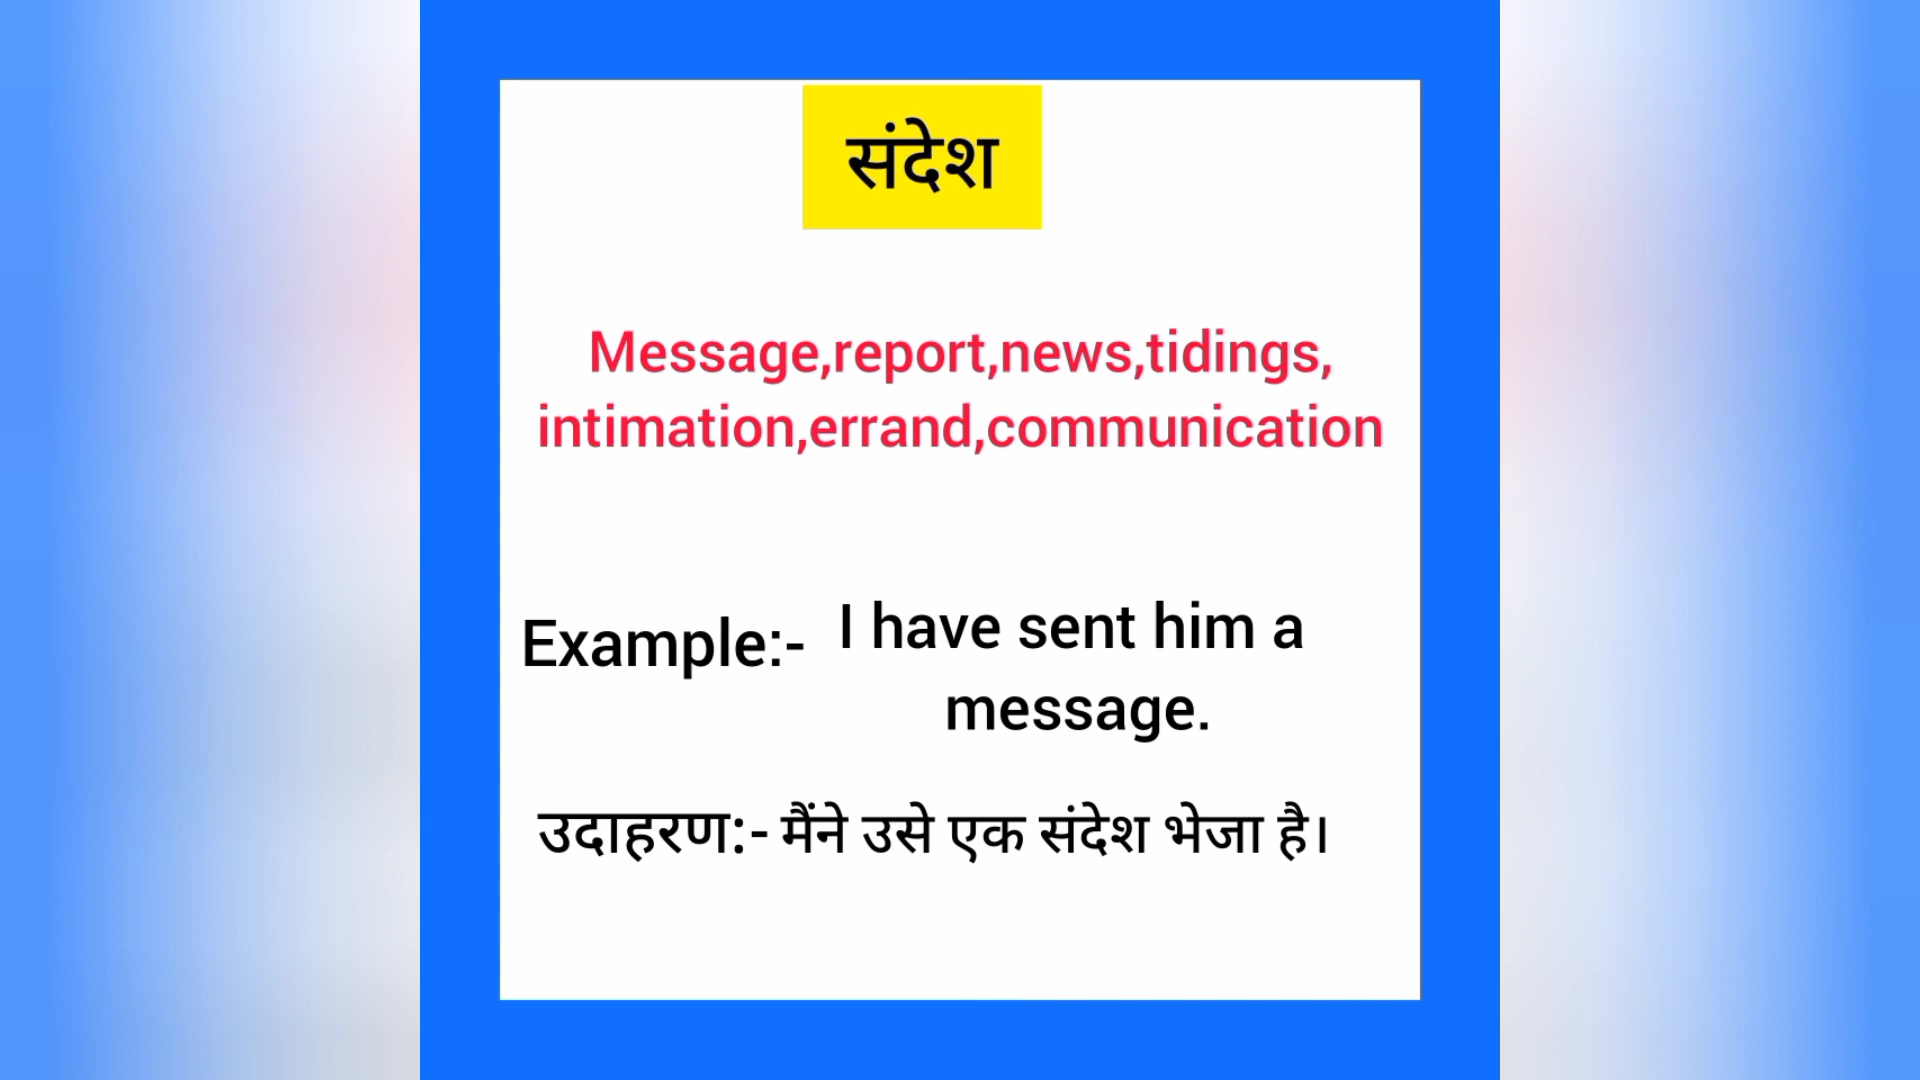 संदेश
Message,report,news,tidings,
intimation,errand,communication
Example:- I have sent him a
message.
उदाहरण:- मैंने उसे एक संदेश भेजा है।